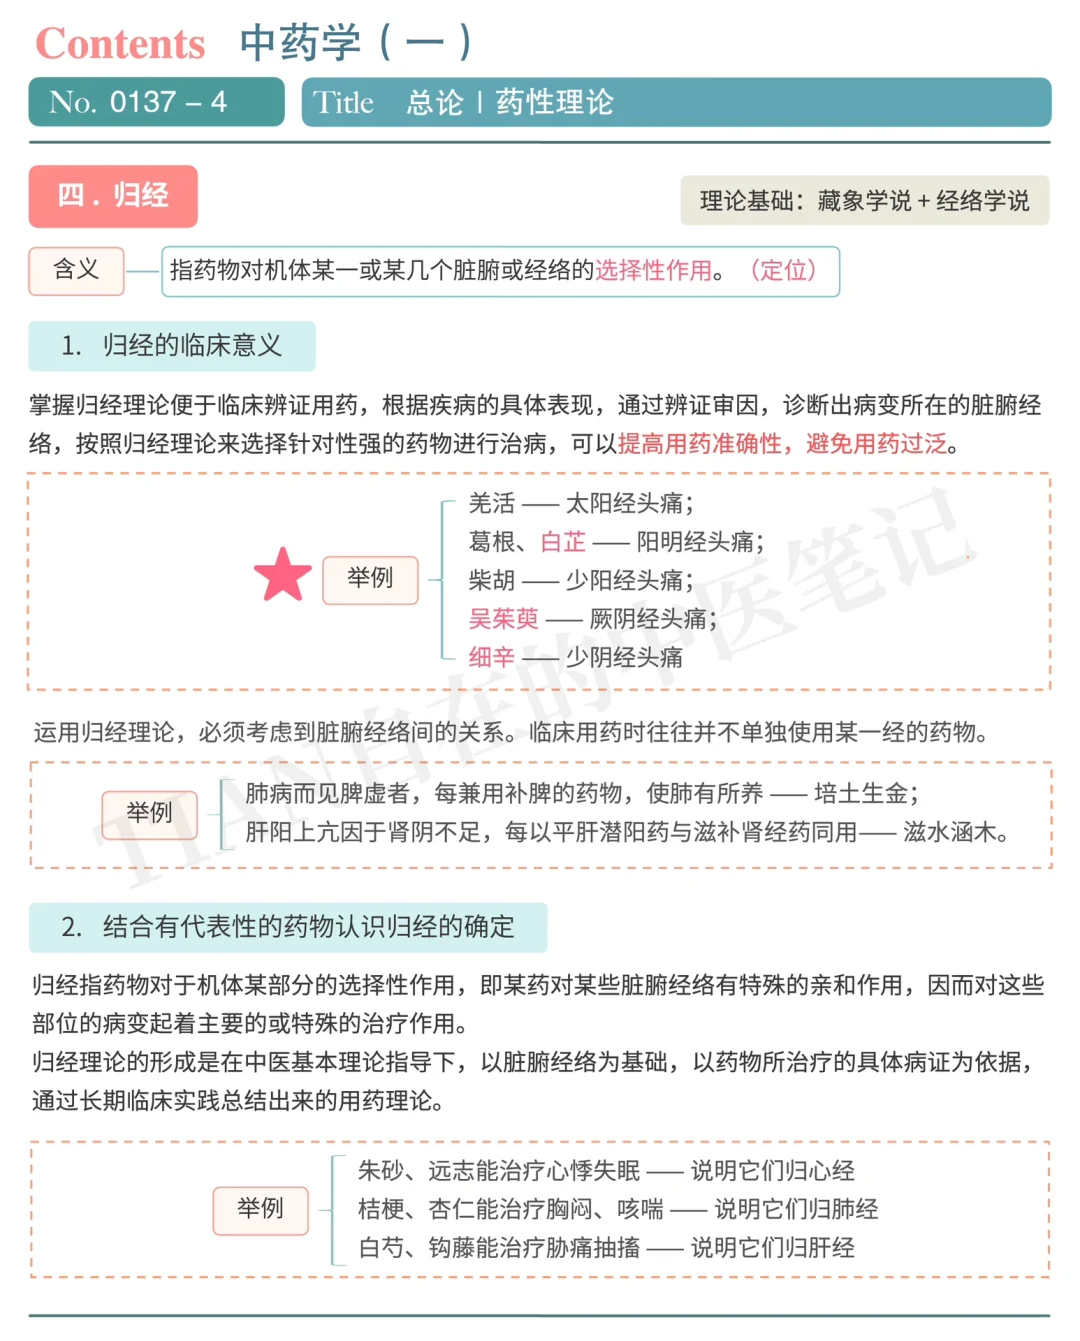 Contents 中药学（一）
No. 0137 – 4
Title 总论 | 药性理论
四．归经
理论基础：藏象学说 + 经络学说
含义
指药物对机体某一或某几个脏腑或经络的选择性作用。（定位）
1. 归经的临床意义
掌握归经理论便于临床辨证用药，根据疾病的具体表现，通过辨证审因，诊断出病变所在的脏腑经
络，按照归经理论来选择针对性强的药物进行治病，可以提高用药准确性，避免用药过泛。
举例
羌活 —— 太阳经头痛；
葛根、白芷 —— 阳明经头痛；
柴胡 —— 少阳经头痛；
吴茱萸 —— 厥阴经头痛；
细辛 —— 少阴经头痛
运用归经理论，必须考虑到脏腑经络间的关系。临床用药时往往并不单独使用某一经的药物。
举例
肺病而见脾虚者，每兼用补脾的药物，使肺有所养 —— 培土生金；
肝阳上亢因于肾阴不足，每以平肝潜阳药与滋补肾经药同用—— 滋水涵木。
2. 结合有代表性的药物认识归经的确定
归经指药物对于机体某部分的选择性作用，即某药对某些脏腑经络有特殊的亲和作用，因而对这些
部位的病变起着主要的或特殊的治疗作用。
归经理论的形成是在中医基本理论指导下，以脏腑经络为基础，以药物所治疗的具体病证为依据，
通过长期临床实践总结出来的用药理论。
举例
朱砂、远志能治疗心悸失眠 —— 说明它们归心经
桔梗、杏仁能治疗胸闷、咳喘 —— 说明它们归肺经
白芍、钩藤能治疗胁痛抽搐 —— 说明它们归肝经
TIAN自在的中医笔记